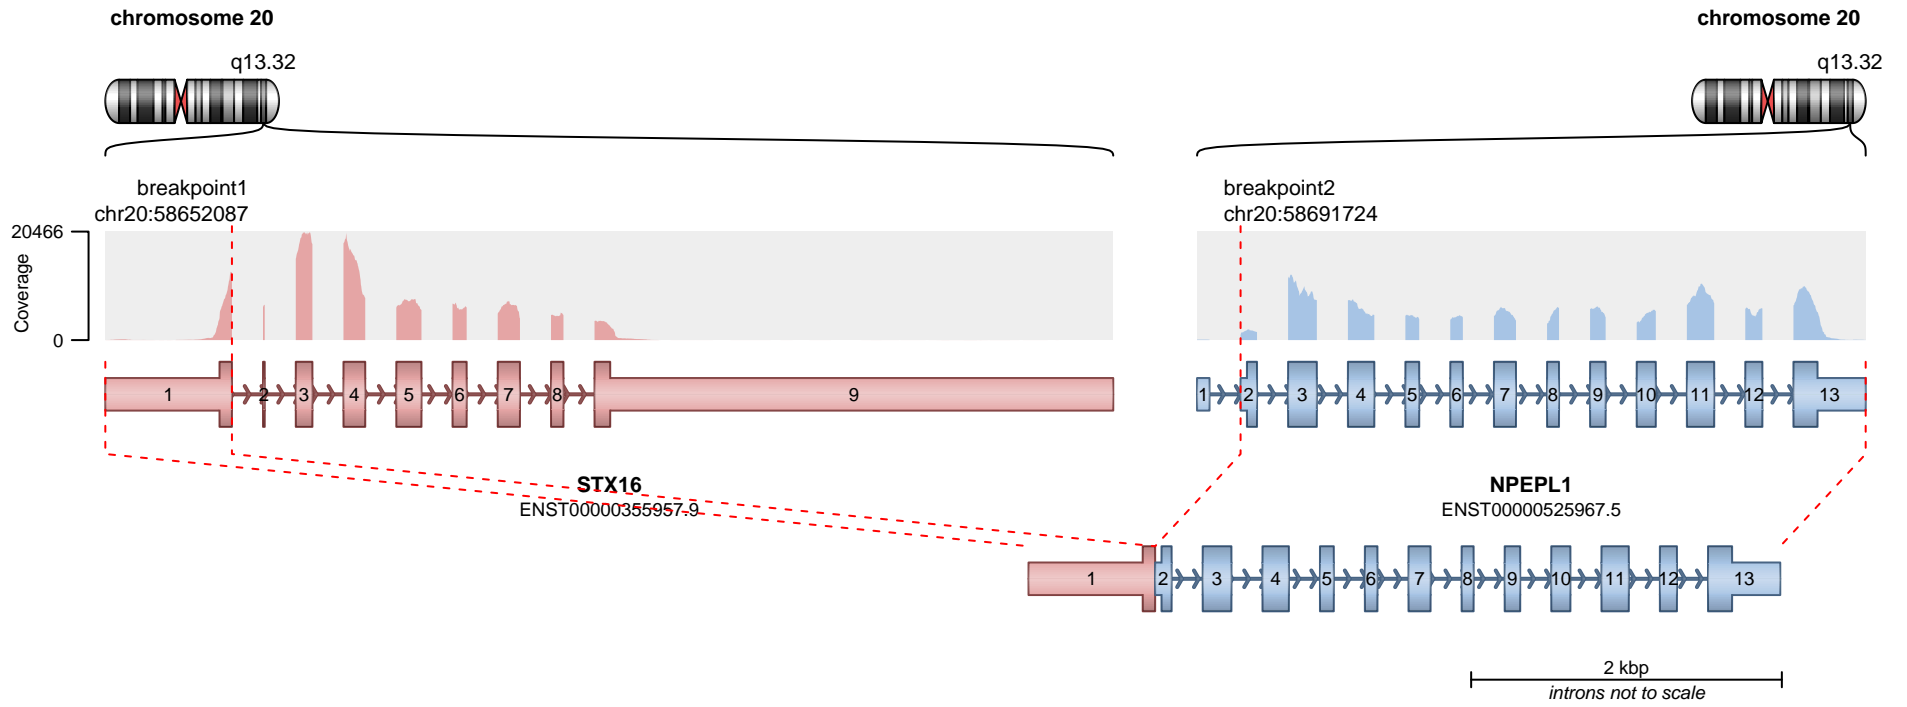 chromosome 20
chromosome 20
q13.32
q13.32
breakpoint1
chr20:58652087
breakpoint2
chr20:58691724
20466
Coverage
0
1 2 3 4 5 6 7 8 9
1 2 3 4 5 6 7 8 9 10 11 12 13
STX16
ENST00000355957.9
NPEPL1
ENST00000525967.5
1 2 3 4 5 6 7 8 9 10 11 12 13
2 kbp
introns not to scale